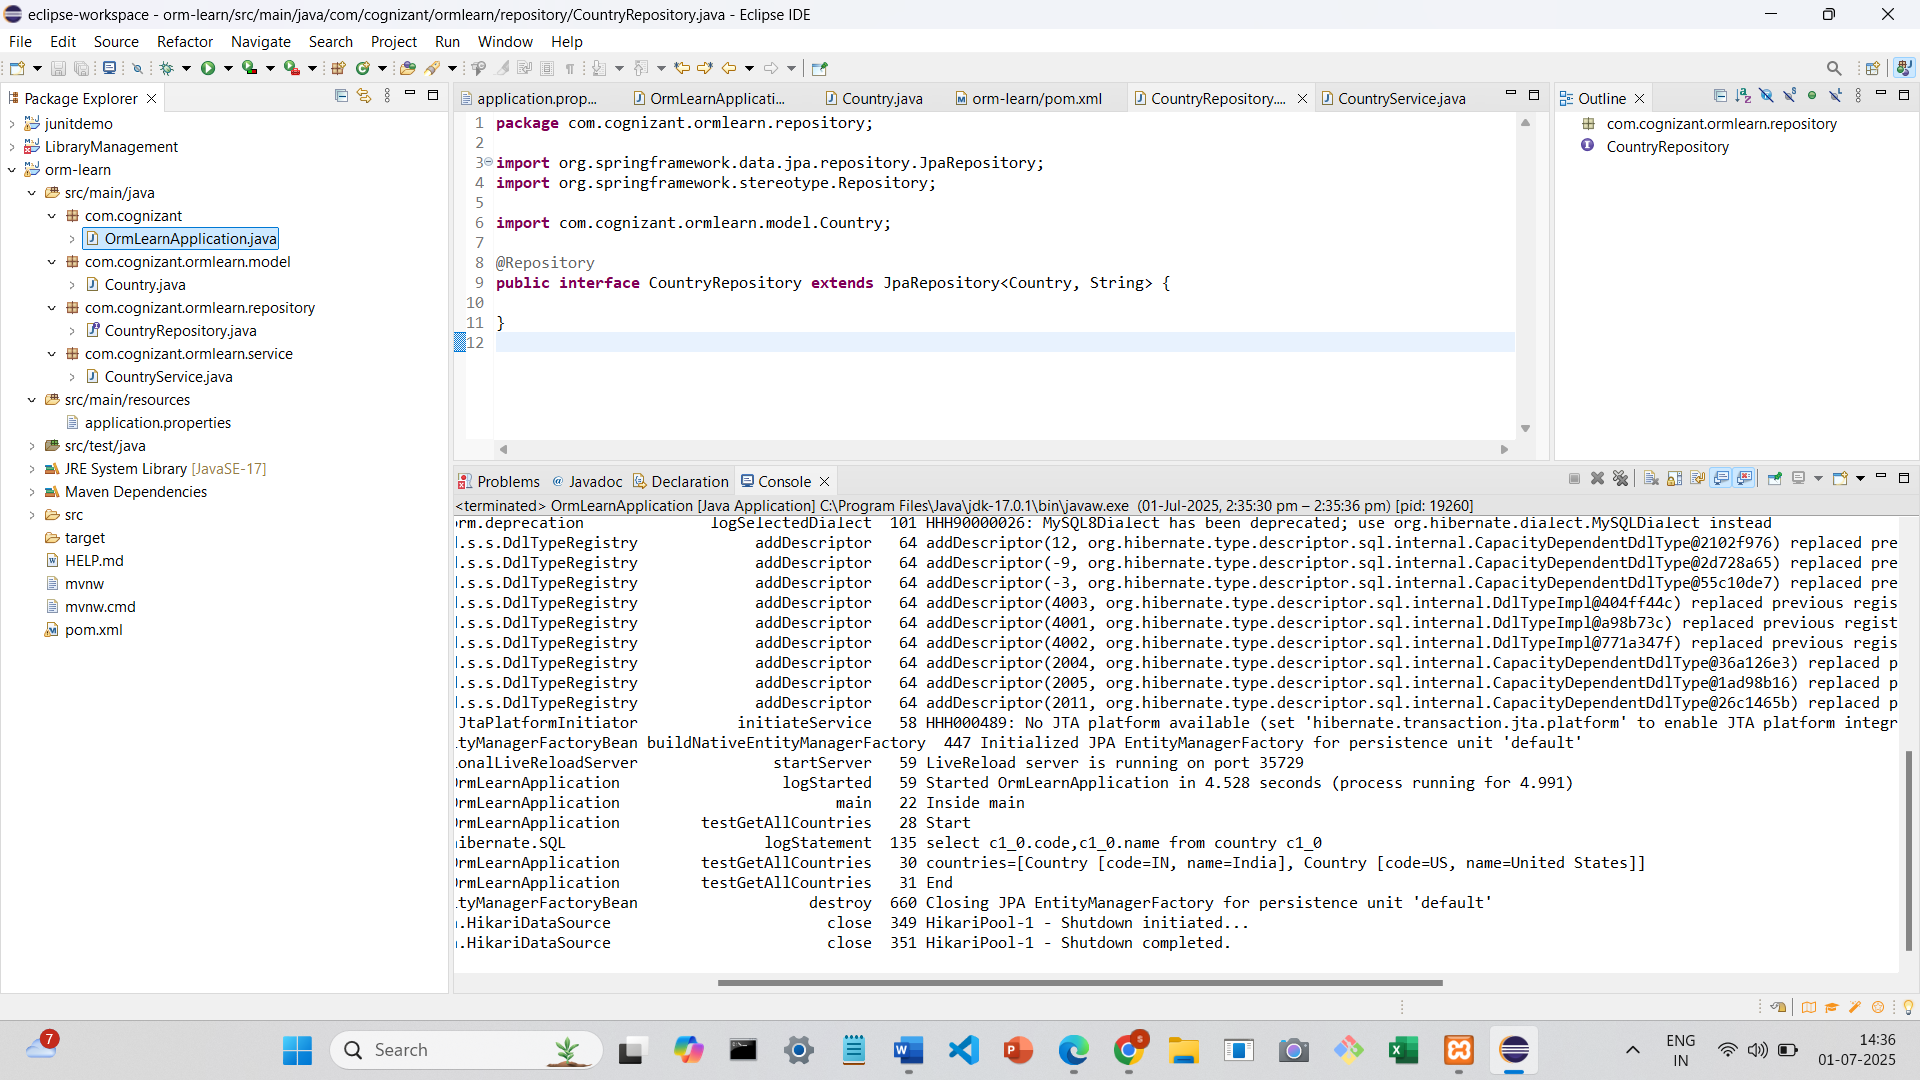 eclipse-workspace - orm-learn/src/main/java/com/cognizant/ormlearn/repository/CountryRepository.java - Eclipse IDE
File Edit Source Refactor Navigate Search Project Run Window Help
Package Explorer
junitdemo
LibraryManagement
orm-learn
src/main/java
com.cognizant
OrmLearnApplication.java
com.cognizant.ormlearn.model
Country.java
com.cognizant.ormlearn.repository
CountryRepository.java
com.cognizant.ormlearn.service
CountryService.java
src/main/resources
application.properties
src/test/java
JRE System Library [JavaSE-17]
Maven Dependencies
src
target
HELP.md
mvnw
mvnw.cmd
pom.xml
application.prop... OrmLearnApplicati... Country.java orm-learn/pom.xml CountryRepository.... CountryService.java
1 package com.cognizant.ormlearn.repository;
2
3 import org.springframework.data.jpa.repository.JpaRepository;
4 import org.springframework.stereotype.Repository;
5
6 import com.cognizant.ormlearn.model.Country;
7
8 @Repository
9 public interface CountryRepository extends JpaRepository<Country, String> {
10
11 }
12
Outline
com.cognizant.ormlearn.repository
CountryRepository
Problems Javadoc Declaration Console
<terminated> OrmLearnApplication [Java Application] C:\Program Files\Java\jdk-17.0.1\bin\javaw.exe (01-Jul-2025, 2:35:30 pm – 2:35:36 pm) [pid: 19260]
orm.deprecation logSelectedDialect 101 HHH90000026: MySQL8Dialect has been deprecated; use org.hibernate.dialect.MySQLDialect instead
l.s.s.DdlTypeRegistry addDescriptor 64 addDescriptor(12, org.hibernate.type.descriptor.sql.internal.CapacityDependentDdlType@2102f976) replaced pre
l.s.s.DdlTypeRegistry addDescriptor 64 addDescriptor(-9, org.hibernate.type.descriptor.sql.internal.CapacityDependentDdlType@2d728a65) replaced pre
l.s.s.DdlTypeRegistry addDescriptor 64 addDescriptor(-3, org.hibernate.type.descriptor.sql.internal.CapacityDependentDdlType@55c10de7) replaced pre
l.s.s.DdlTypeRegistry addDescriptor 64 addDescriptor(4003, org.hibernate.type.descriptor.sql.internal.DdlTypeImpl@404ff44c) replaced previous regis
l.s.s.DdlTypeRegistry addDescriptor 64 addDescriptor(4001, org.hibernate.type.descriptor.sql.internal.DdlTypeImpl@a98b73c) replaced previous regist
l.s.s.DdlTypeRegistry addDescriptor 64 addDescriptor(4002, org.hibernate.type.descriptor.sql.internal.DdlTypeImpl@771a347f) replaced previous regis
l.s.s.DdlTypeRegistry addDescriptor 64 addDescriptor(2004, org.hibernate.type.descriptor.sql.internal.CapacityDependentDdlType@36a126e3) replaced p
l.s.s.DdlTypeRegistry addDescriptor 64 addDescriptor(2005, org.hibernate.type.descriptor.sql.internal.CapacityDependentDdlType@1ad98b16) replaced p
l.s.s.DdlTypeRegistry addDescriptor 64 addDescriptor(2011, org.hibernate.type.descriptor.sql.internal.CapacityDependentDdlType@26c1465b) replaced p
JtaPlatformInitiator initiateService 58 HHH000489: No JTA platform available (set 'hibernate.transaction.jta.platform' to enable JTA platform integr
ityManagerFactoryBean buildNativeEntityManagerFactory 447 Initialized JPA EntityManagerFactory for persistence unit 'default'
onalLiveReloadServer startServer 59 LiveReload server is running on port 35729
OrmLearnApplication logStarted 59 Started OrmLearnApplication in 4.528 seconds (process running for 4.991)
OrmLearnApplication main 22 Inside main
OrmLearnApplication testGetAllCountries 28 Start
hibernate.SQL logStatement 135 select c1_0.code,c1_0.name from country c1_0
OrmLearnApplication testGetAllCountries 30 countries=[Country [code=IN, name=India], Country [code=US, name=United States]]
OrmLearnApplication testGetAllCountries 31 End
ityManagerFactoryBean destroy 660 Closing JPA EntityManagerFactory for persistence unit 'default'
.HikariDataSource close 349 HikariPool-1 - Shutdown initiated...
.HikariDataSource close 351 HikariPool-1 - Shutdown completed.
7
Search
ENG
IN
14:36
01-07-2025